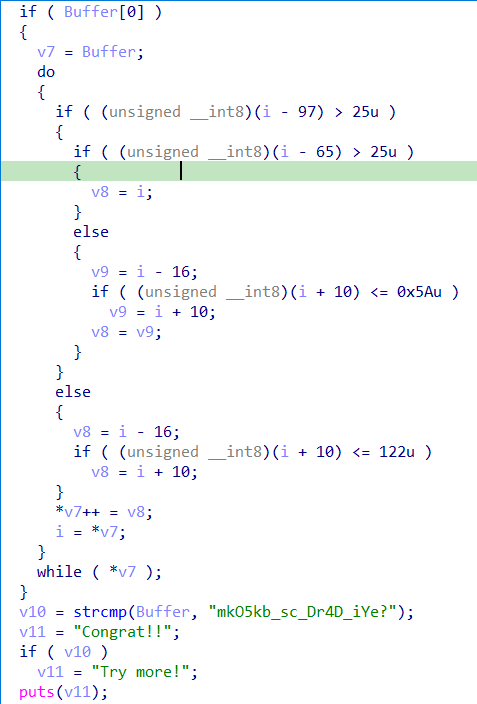 if ( Buffer[0] )
{
v7 = Buffer;
do
{
if ( (unsigned __int8)(i - 97) > 25u )
{
if ( (unsigned __int8)(i - 65) > 25u )
{
v8 = i;
}
else
{
v9 = i - 16;
if ( (unsigned __int8)(i + 10) <= 0x5Au )
v9 = i + 10;
v8 = v9;
}
}
else
{
v8 = i - 16;
if ( (unsigned __int8)(i + 10) <= 122u )
v8 = i + 10;
}
*v7++ = v8;
i = *v7;
}
while ( *v7 );
}
v10 = strcmp(Buffer, "mkO5kb_sc_Dr4D_iYe?");
v11 = "Congrat!!";
if ( v10 )
v11 = "Try more!";
puts(v11);